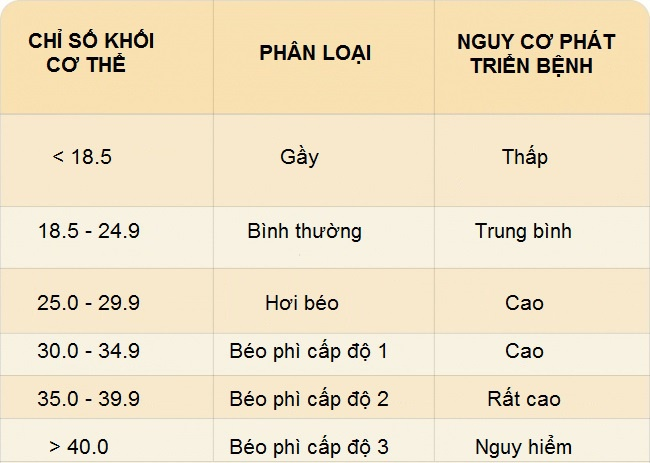 CHỈ SỐ KHỐI
CƠ THỂ
PHÂN LOẠI
NGUY CƠ PHÁT
TRIỂN BỆNH
< 18.5 Gầy Thấp
18.5 - 24.9 Bình thường Trung bình
25.0 - 29.9 Hơi béo Cao
30.0 - 34.9 Béo phì cấp độ 1 Cao
35.0 - 39.9 Béo phì cấp độ 2 Rất cao
> 40.0 Béo phì cấp độ 3 Nguy hiểm